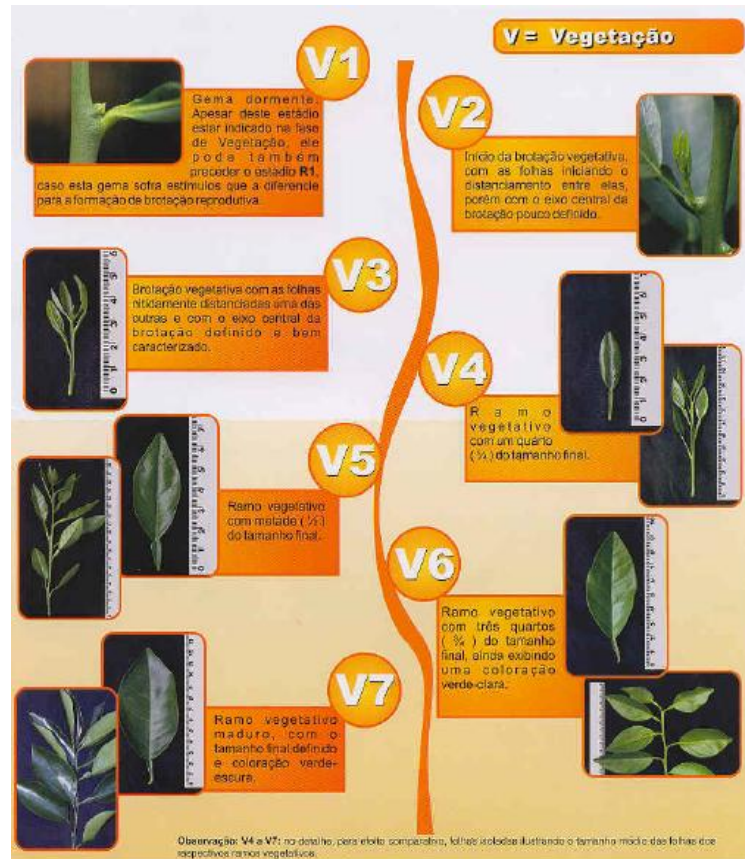 V = Vegetação
V1
Gema dormente.
Apesar deste estádio
estar indicado na fase
de Vegetação, ele
pode também
preceder o estádio R1,
caso esta gema sofra estímulos que a diferencie
para a formação de brotação reprodutiva.
V2
Início da brotação vegetativa,
com as folhas iniciando o
distanciamento entre elas,
porém com o eixo central da
brotação pouco definido.
V3
Brotação vegetativa com as folhas
nitidamente distanciadas uma das
outras e com o eixo central da
brotação definido e bem
caracterizado.
V4
Ramo
vegetativo
com um quarto
(¼) do tamanho
final.
V5
Ramo vegetativo
com metade (½)
do tamanho final.
V6
Ramo vegetativo
com três quartos
(¾) do tamanho
final, ainda exibindo
uma coloração
verde-clara.
V7
Ramo vegetativo
maduro, com o
tamanho final definido
e coloração verde-
escura.
Observação: V4 a V7: no detalhe, para efeito comparativo, folhas isoladas ilustrando o tamanho médio das folhas dos
respectivos ramos vegetativos.